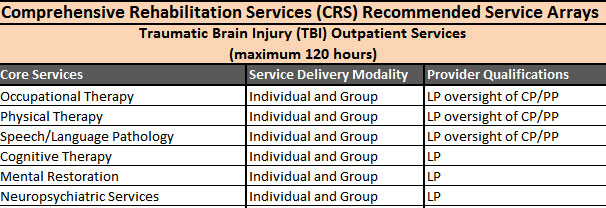 Comprehensive Rehabilitation Services (CRS) Recommended Service Arrays
Traumatic Brain Injury (TBI) Outpatient Services
(maximum 120 hours)
Core Services Service Delivery Modality Provider Qualifications
Occupational Therapy Individual and Group LP oversight of CP/PP
Physical Therapy Individual and Group LP oversight of CP/PP
Speech/Language Pathology Individual and Group LP oversight of CP/PP
Cognitive Therapy Individual and Group LP
Mental Restoration Individual and Group LP
Neuropsychiatric Services Individual and Group LP